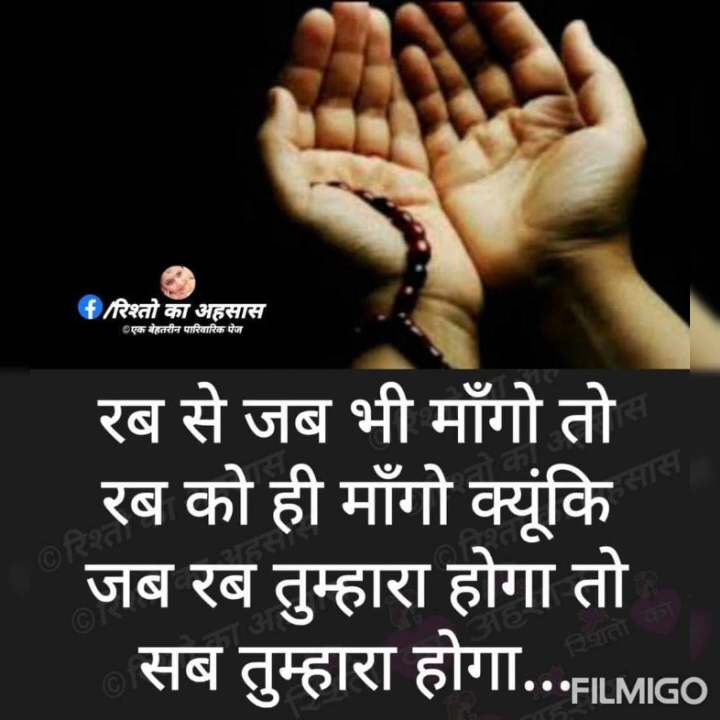 /रिश्तो का अहसास
©एक बेहतरीन पारिवारिक पेज
रब से जब भी माँगो तो
रब को ही माँगो क्यूंकि
जब रब तुम्हारा होगा तो
सब तुम्हारा होगा...
FILMIGO